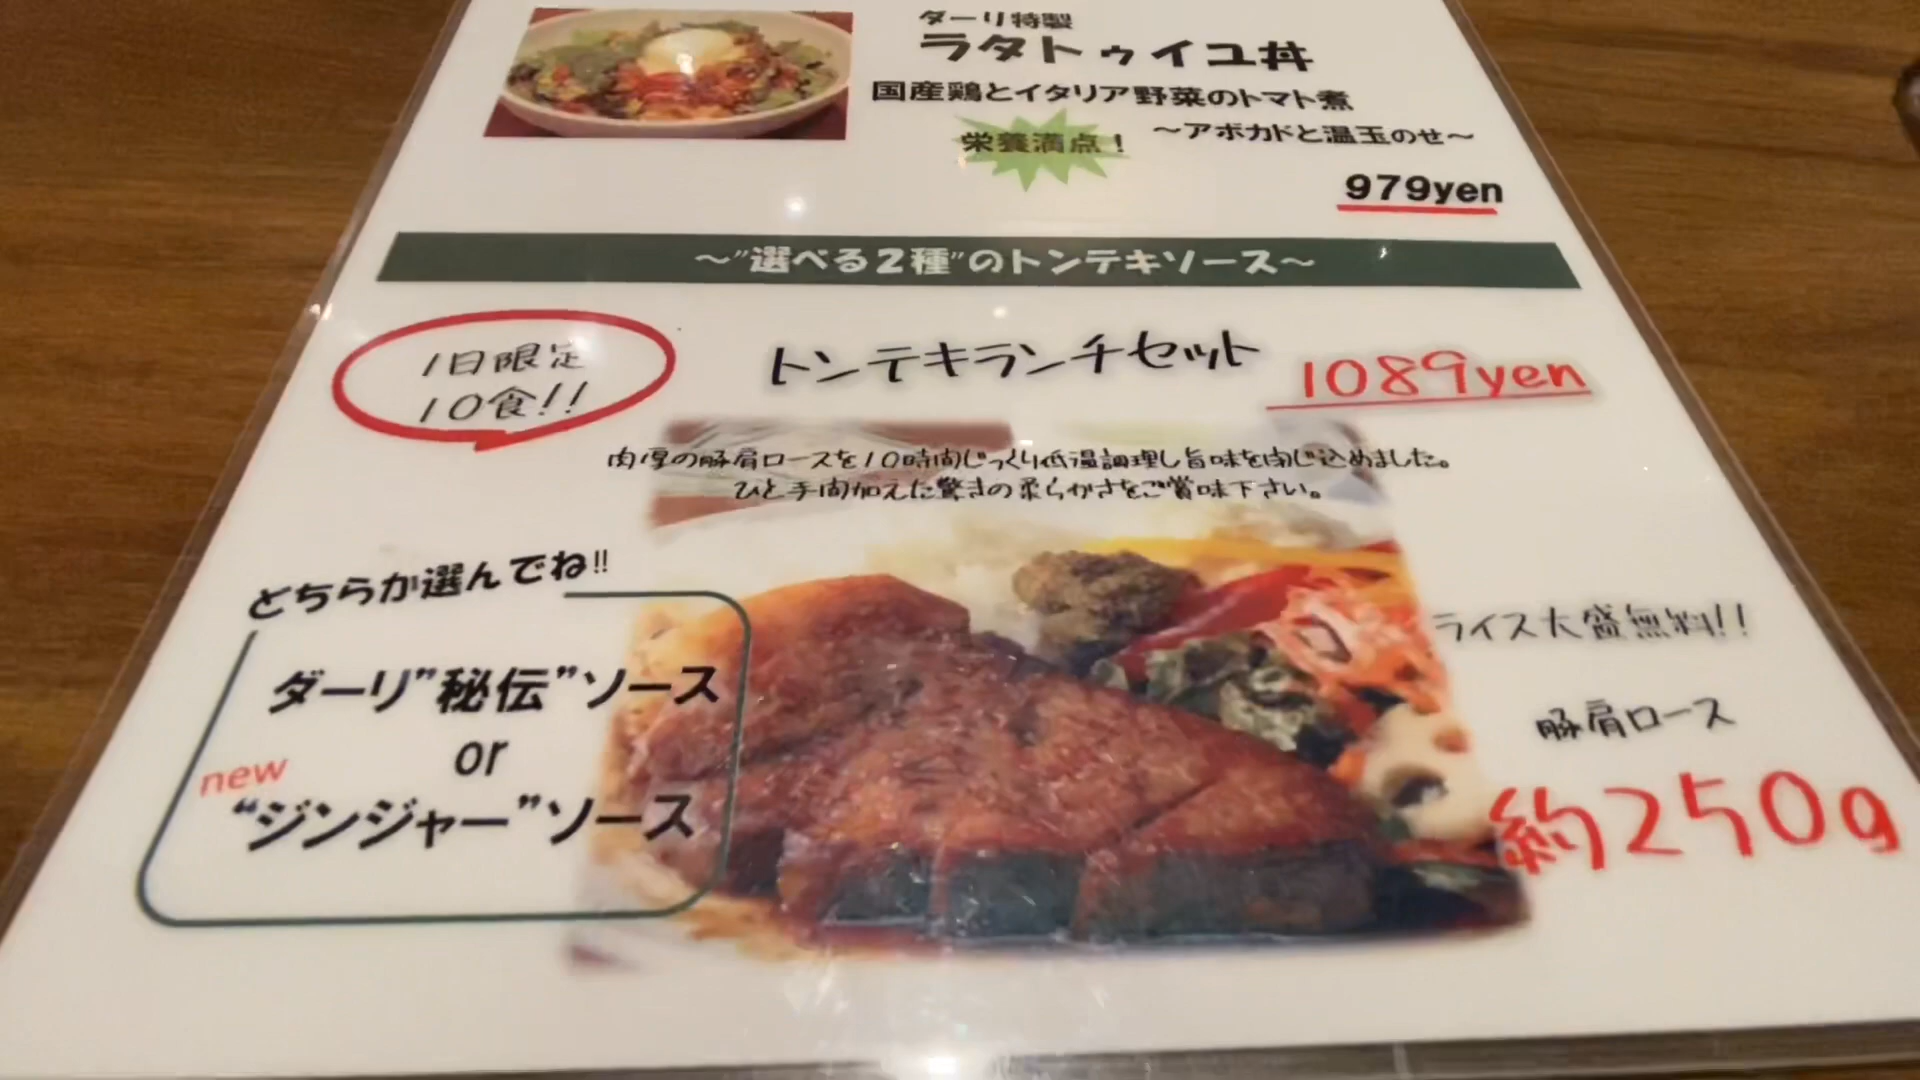 ダーリ特製
ラタトゥイユ丼
国産鶏とイタリア野菜のトマト煮
栄養満点!
～アボカドと温玉のせ～
979yen
～"選べる2種"のトンテキソース～
1日限定
10食!!
トンテキランチセット
1089yen
肉厚の豚肩ロースを10時間じっくり低温調理し旨味を閉じ込めました。
ひと手間加えた驚きの柔らかさをご賞味下さい。
どちらか選んでね!!
ダーリ"秘伝"ソース
or
new
"ジンジャー"ソース
ライス大盛無料!!
豚肩ロース
約250g